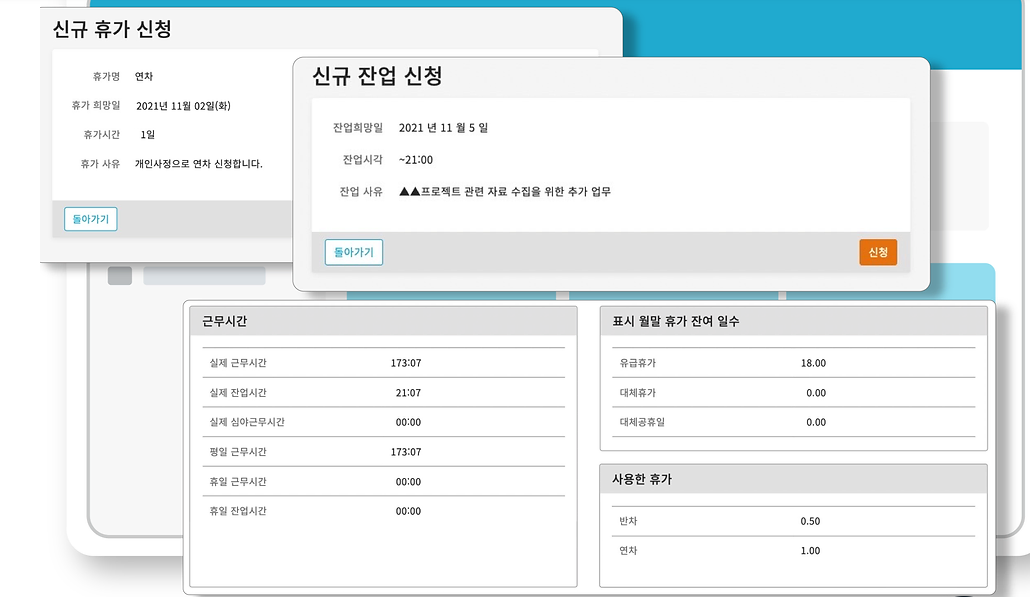 신규 휴가 신청
휴가명 연차
휴가 희망일 2021년 11월 02일(화)
휴가시간 1일
휴가 사유 개인사정으로 연차 신청합니다.
돌아가기
신규 잔업 신청
잔업희망일 2021 년 11 월 5 일
잔업시각 ~21:00
잔업 사유 ▲▲프로젝트 관련 자료 수집을 위한 추가 업무
돌아가기 신청
근무시간
실제 근무시간 173:07
실제 잔업시간 21:07
실제 심야근무시간 00:00
평일 근무시간 173:07
휴일 근무시간 00:00
휴일 잔업시간 00:00
표시 월말 휴가 잔여 일수
유급휴가 18.00
대체휴가 0.00
대체공휴일 0.00
사용한 휴가
반차 0.50
연차 1.00